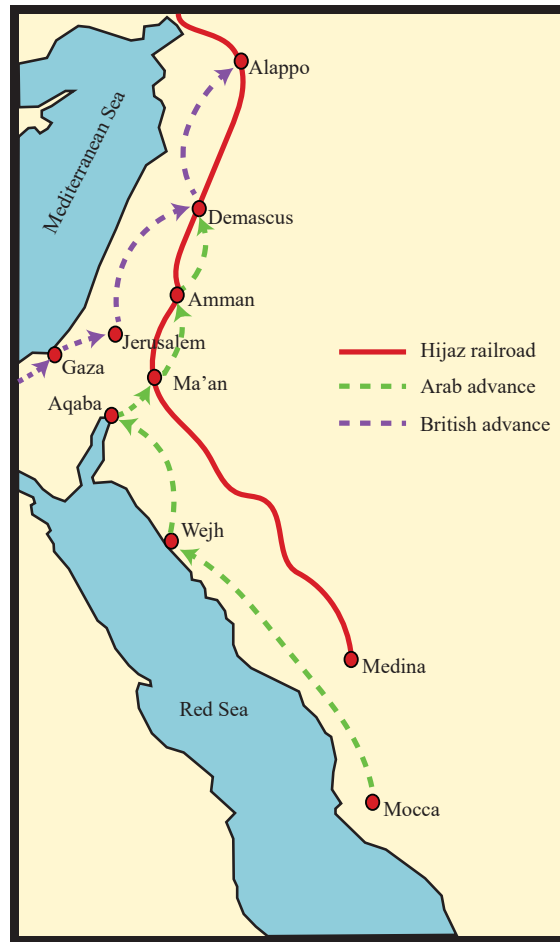 Alappo
Mediterranean Sea
Demascus
Amman
Jerusalem
Gaza
Ma'an
Aqaba
Hijaz railroad
Arab advance
British advance
Wejh
Medina
Red Sea
Mocca